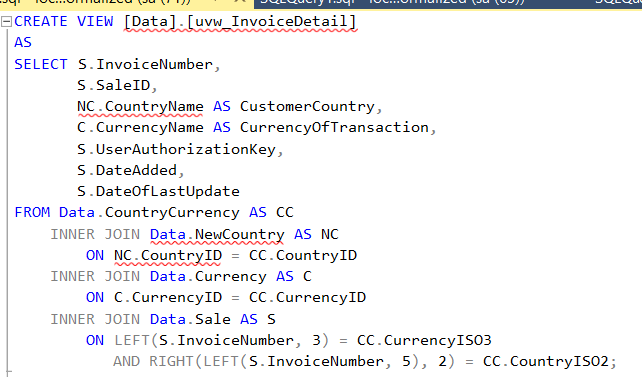 CREATE VIEW [Data].[uvw_InvoiceDetail]
AS
SELECT S.InvoiceNumber,
S.SaleID,
NC.CountryName AS CustomerCountry,
C.CurrencyName AS CurrencyOfTransaction,
S.UserAuthorizationKey,
S.DateAdded,
S.DateOfLastUpdate
FROM Data.CountryCurrency AS CC
INNER JOIN Data.NewCountry AS NC
ON NC.CountryID = CC.CountryID
INNER JOIN Data.Currency AS C
ON C.CurrencyID = CC.CurrencyID
INNER JOIN Data.Sale AS S
ON LEFT(S.InvoiceNumber, 3) = CC.CurrencyISO3
AND RIGHT(LEFT(S.InvoiceNumber, 5), 2) = CC.CountryISO2;